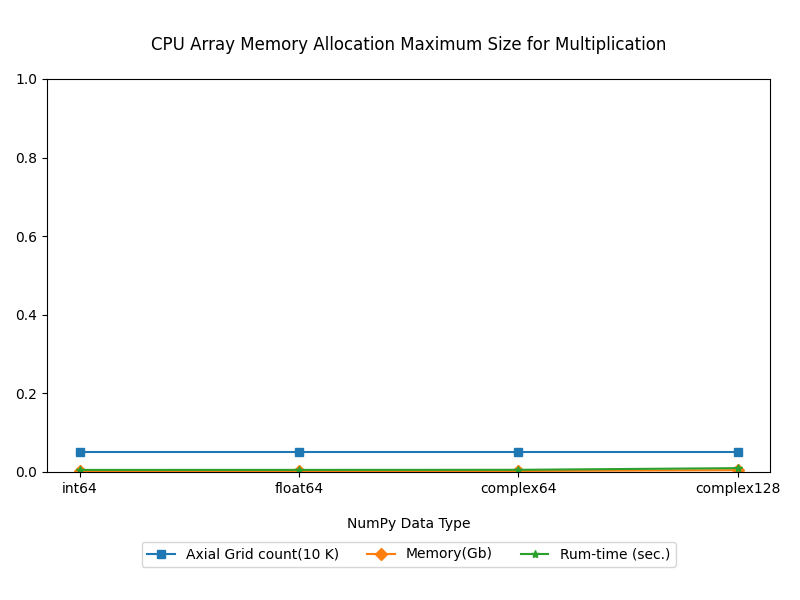 CPU Array Memory Allocation Maximum Size for Multiplication
1.0
0.8
0.6
0.4
0.2
0.0
int64 float64 complex64 complex128
NumPy Data Type
Axial Grid count(10 K) Memory(Gb) Rum-time (sec.)